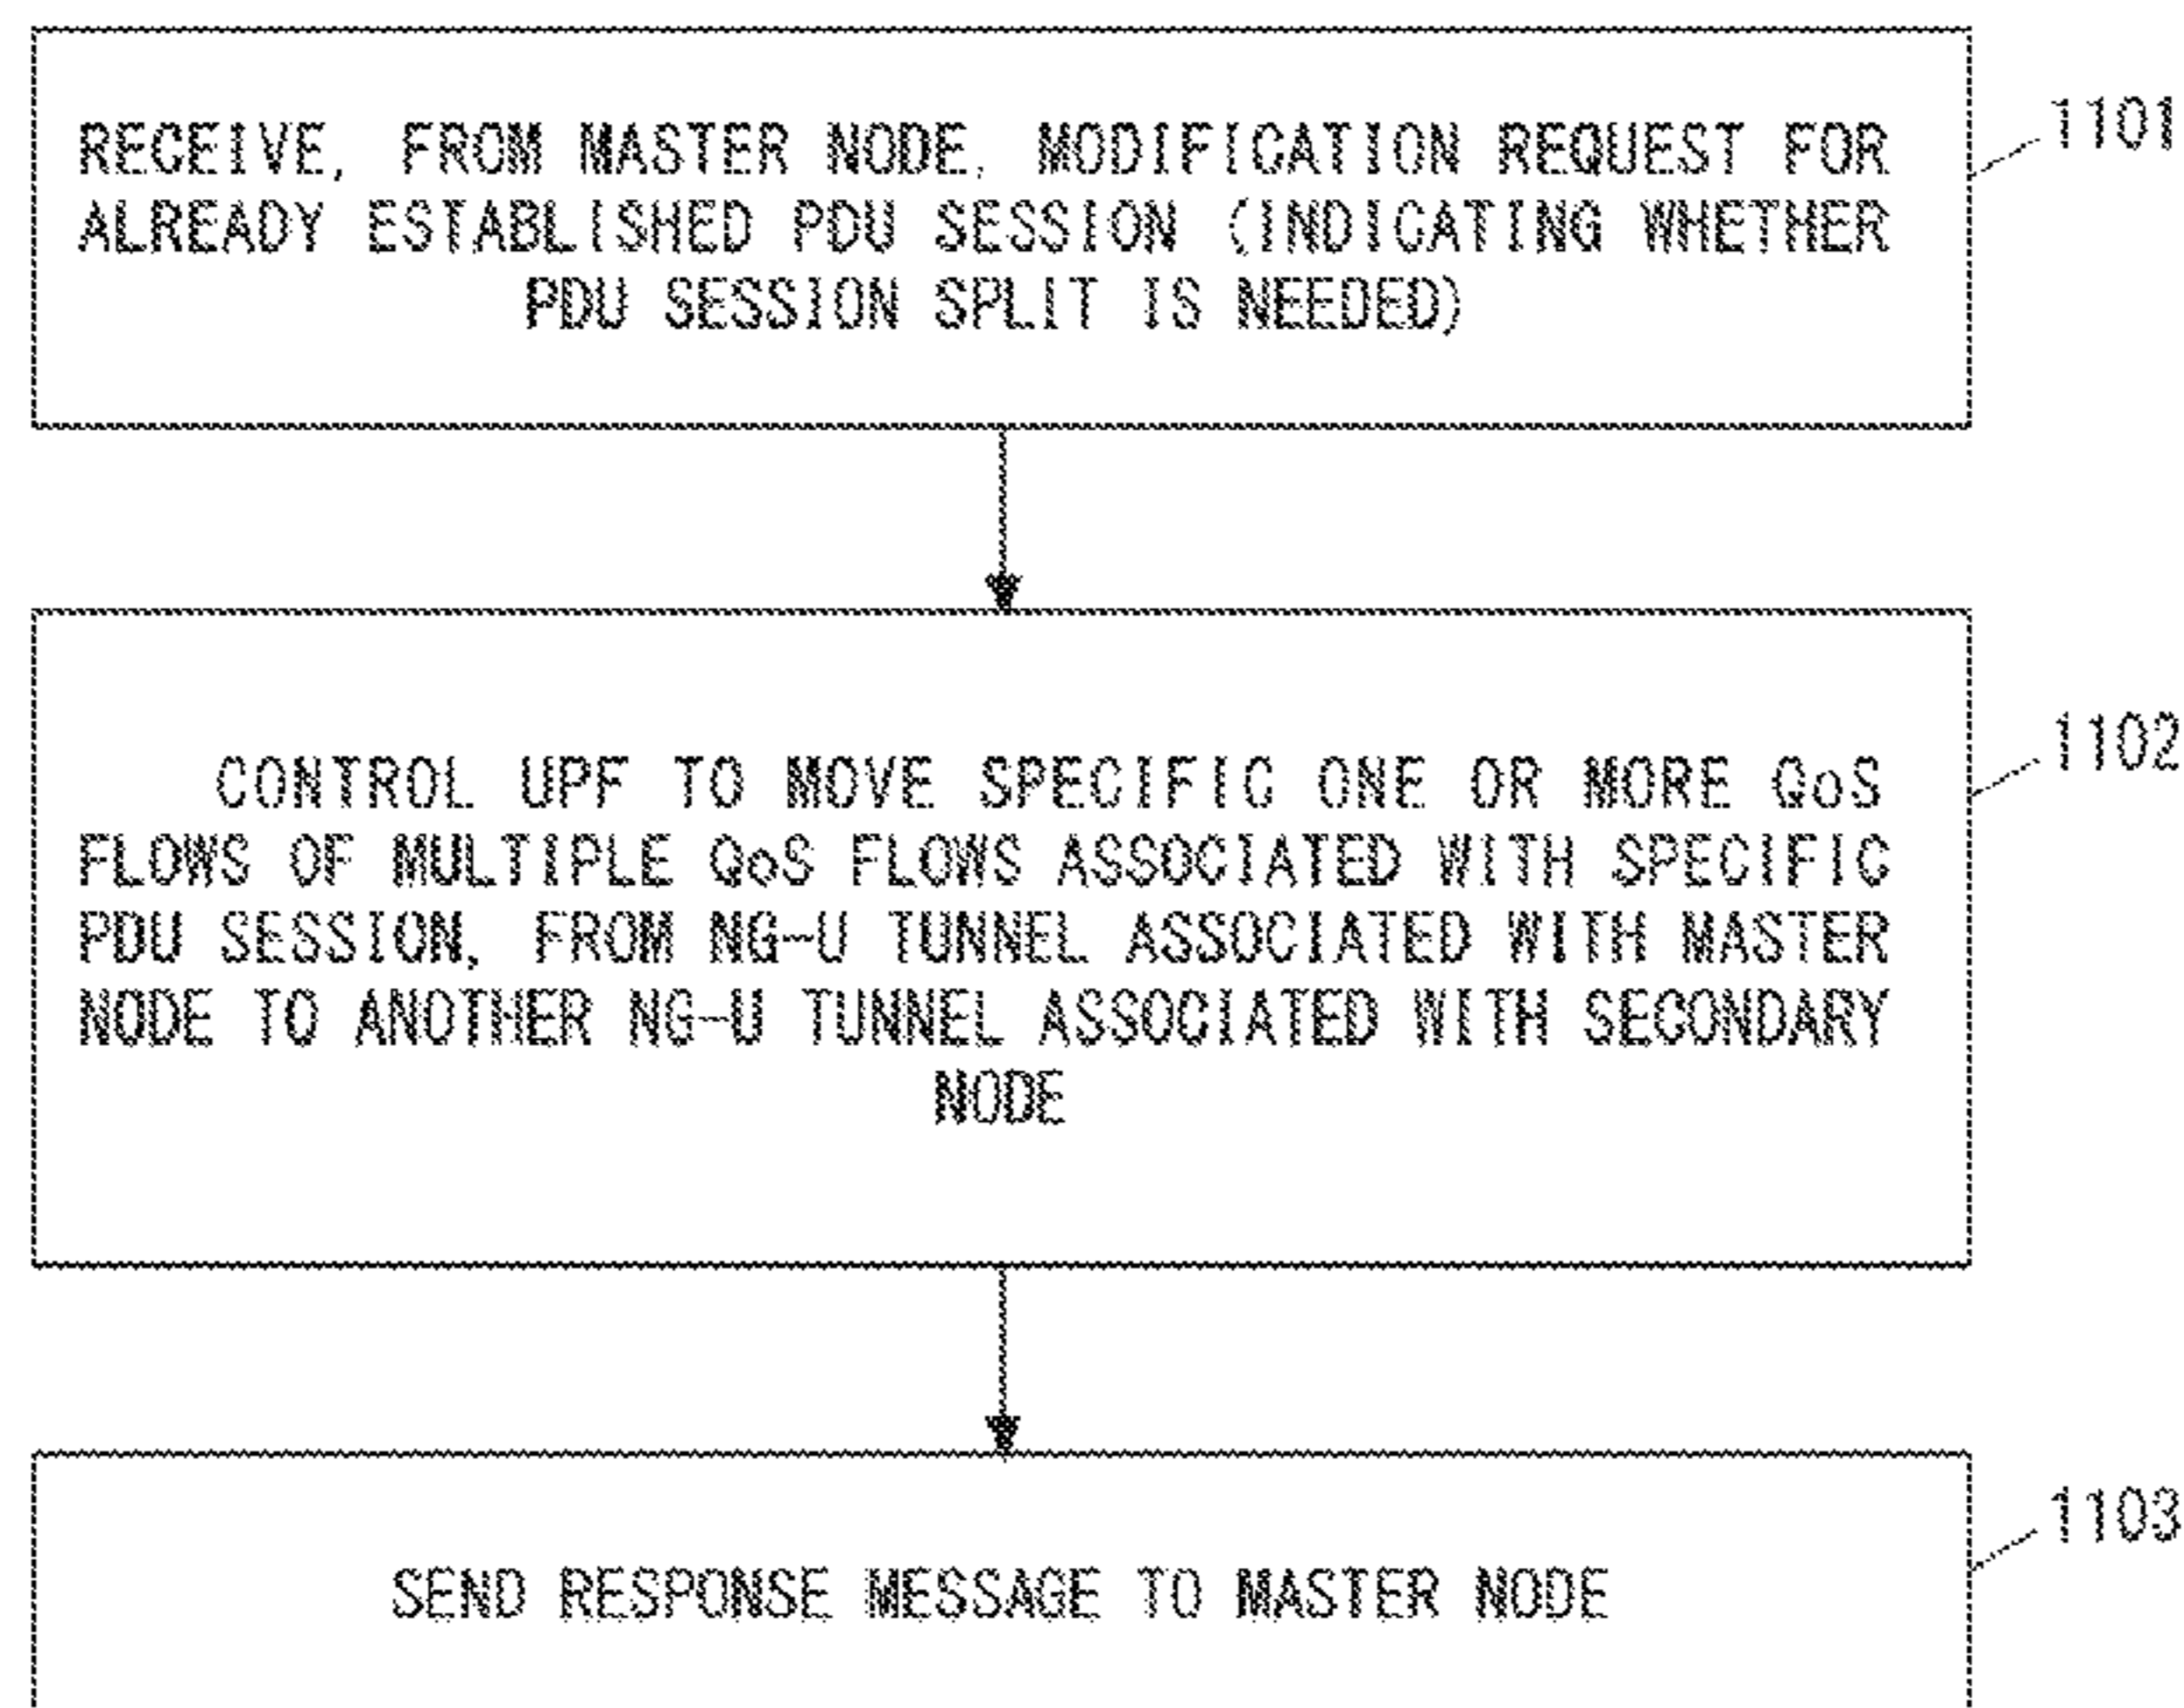 RECEIVE, FROM MASTER NODE, MODIFICATION REQUEST FOR
ALREADY ESTABLISHED PDU SESSION (INDICATING WHETHER
PDU SESSION SPLIT IS NEEDED)
1101
CONTROL UPF TO MOVE SPECIFIC ONE OR MORE QoS
FLOWS OF MULTIPLE QoS FLOWS ASSOCIATED WITH SPECIFIC
PDU SESSION, FROM NG-U TUNNEL ASSOCIATED WITH MASTER
NODE TO ANOTHER NG-U TUNNEL ASSOCIATED WITH SECONDARY
NODE
1102
SEND RESPONSE MESSAGE TO MASTER NODE
1103